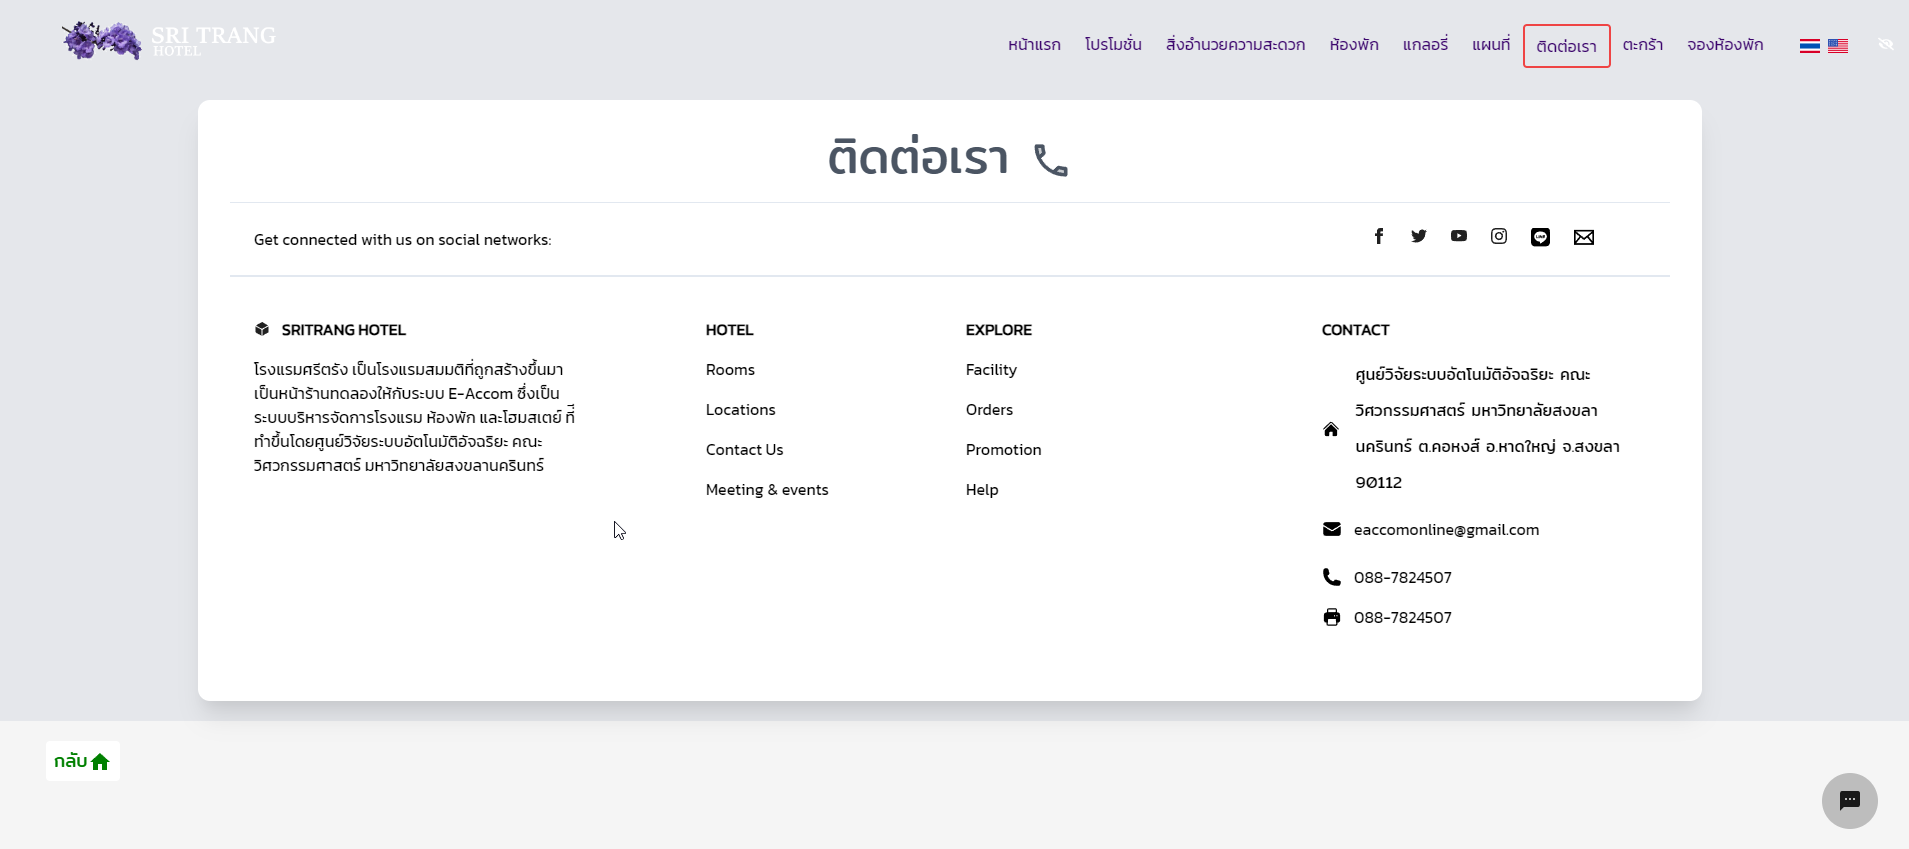 SRI TRANG
HOTEL
หน้าแรก โปรโมชั่น สิ่งอำนวยความสะดวก ห้องพัก แกลอรี่ แผนที่ ติดต่อเรา ตะกร้า จองห้องพัก
ติดต่อเรา
Get connected with us on social networks:
SRITRANG HOTEL
โรงแรมศรีตรัง เป็นโรงแรมสมมติที่ถูกสร้างขึ้นมา
เป็นหน้าร้านทดลองให้กับระบบ E-Accom ซึ่งเป็น
ระบบบริหารจัดการโรงแรม ห้องพัก และโฮมสเตย์ ที่ี
ทำขึ้นโดยศูนย์วิจัยระบบอัตโนมัติอัจฉริยะ คณะ
วิศวกรรมศาสตร์ มหาวิทยาลัยสงขลานครินทร์
HOTEL
Rooms
Locations
Contact Us
Meeting & events
EXPLORE
Facility
Orders
Promotion
Help
CONTACT
ศูนย์วิจัยระบบอัตโนมัติอัจฉริยะ คณะ
วิศวกรรมศาสตร์ มหาวิทยาลัยสงขลา
นครินทร์ ต.คอหงส์ อ.หาดใหญ่ จ.สงขลา
90112
eaccomonline@gmail.com
088-7824507
088-7824507
กลับ